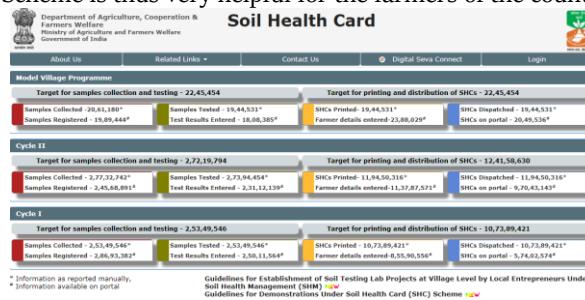 Scheme is thus very helpful for the farmers of the coun
Department of Agriculture, Cooperation &
Farmers Welfare
Ministry of Agriculture and Farmers Welfare
Government of India
Soil Health Card
About Us Related Links Contact Us Digital Seva Connect Login
Model Village Programme
Target for samples collection and testing - 22,45,454 Target for printing and distribution of SHCs - 22,45,454
Samples Collected -20,61,180* Samples Tested - 19,44,531* SHCs Printed- 19,44,531* SHCs Dispatched - 19,44,531*
Samples Registered - 19,89,444# Test Results Entered - 18,08,385# Farmer details entered-23,88,029# SHCs on portal - 20,49,536#
Cycle II
Target for samples collection and testing - 2,72,19,794 Target for printing and distribution of SHCs - 12,41,58,630
Samples Collected - 2,77,32,742* Samples Tested - 2,73,94,454* SHCs Printed- 11,94,50,316* SHCs Dispatched - 11,94,50,316*
Samples Registered - 2,45,68,891# Test Results Entered - 2,31,12,139# Farmer details entered-11,37,87,571# SHCs on portal - 9,70,43,143#
Cycle I
Target for samples collection and testing - 2,53,49,546 Target for printing and distribution of SHCs - 10,73,89,421
Samples Collected - 2,53,49,546* Samples Tested - 2,53,49,546* SHCs Printed- 10,73,89,421* SHCs Dispatched - 10,73,89,421*
Samples Registered - 2,86,93,382# Test Results Entered - 2,50,11,564# Farmer details entered-8,55,90,556# SHCs on portal - 5,74,02,574#
* Information as reported manually,
# Information available on portal
Guidelines for Establishment of Soil Testing Lab Projects at Village Level by Local Entrepreneurs Unde
Soil Health Management (SHM)
Guidelines for Demonstrations Under Soil Health Card (SHC) Scheme